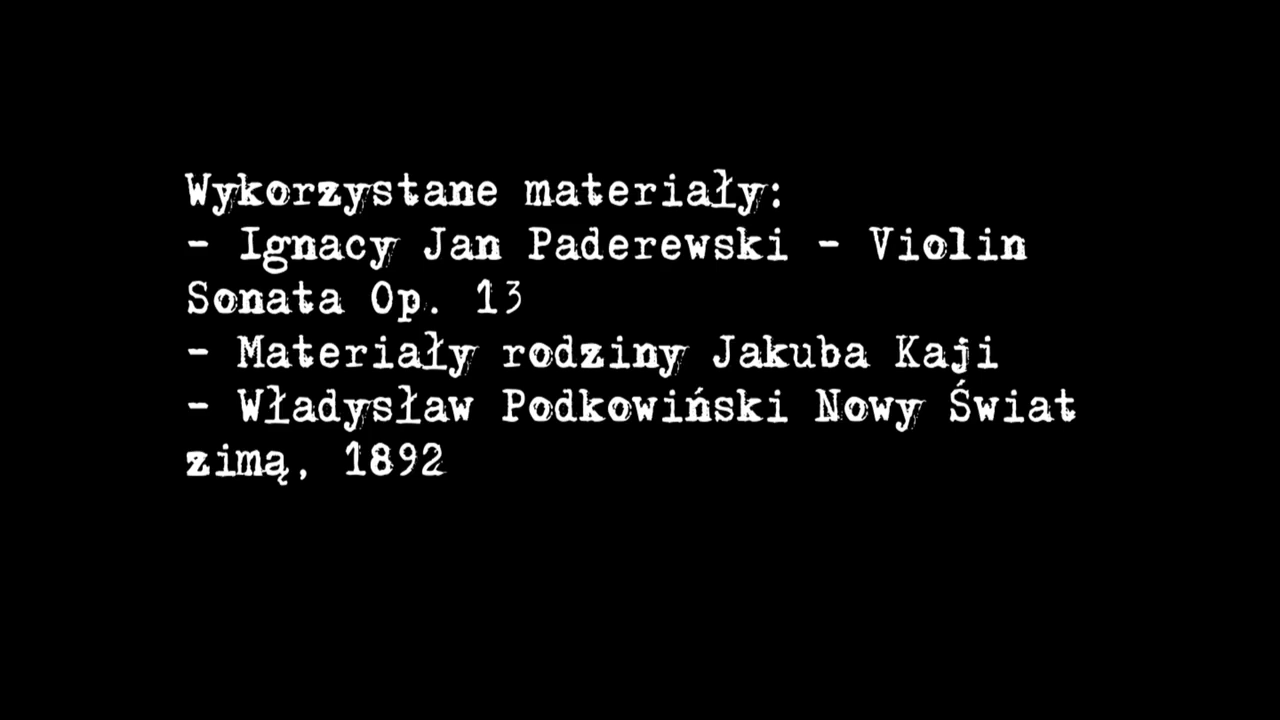 Wykorzystane materiały:
- Ignacy Jan Paderewski - Violin
Sonata Op. 13
- Materiały rodziny Jakuba Kaji
- Władysław Podkowiński Nowy Świat
zimą, 1892